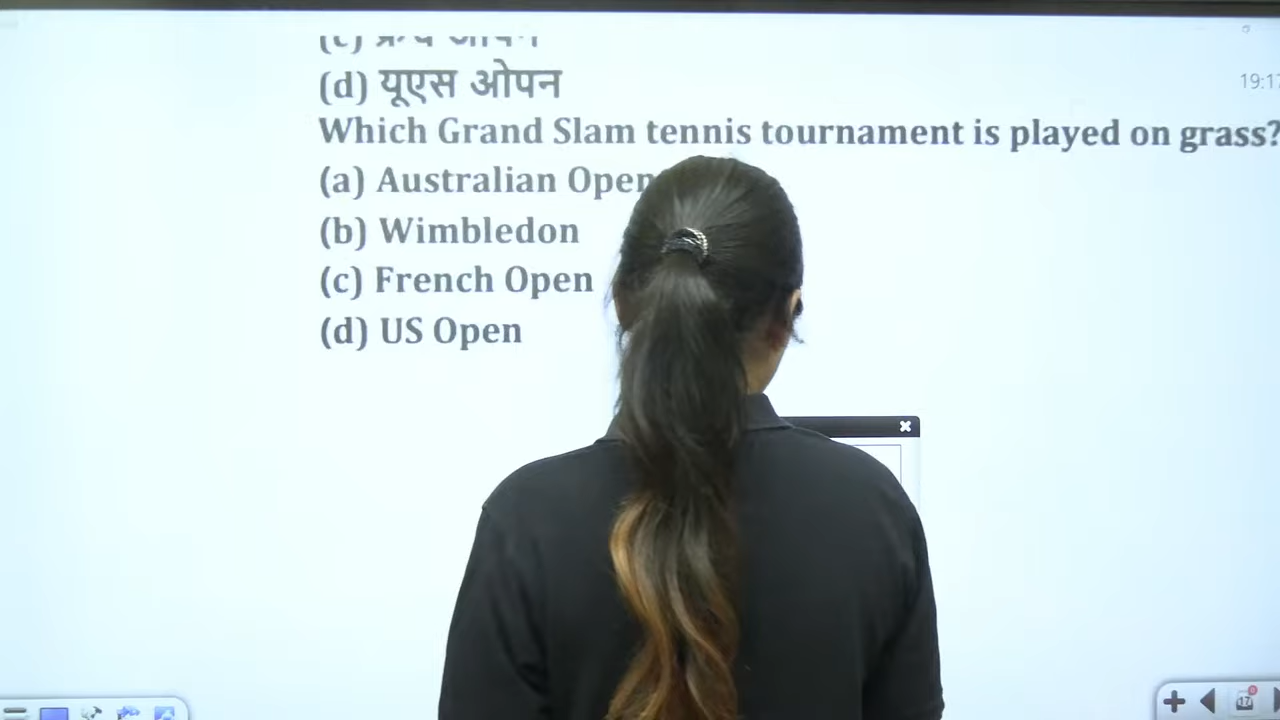 (d) यूएस ओपन
19:17
Which Grand Slam tennis tournament is played on grass?
(a) Australian Open
(b) Wimbledon
(c) French Open
(d) US Open
17